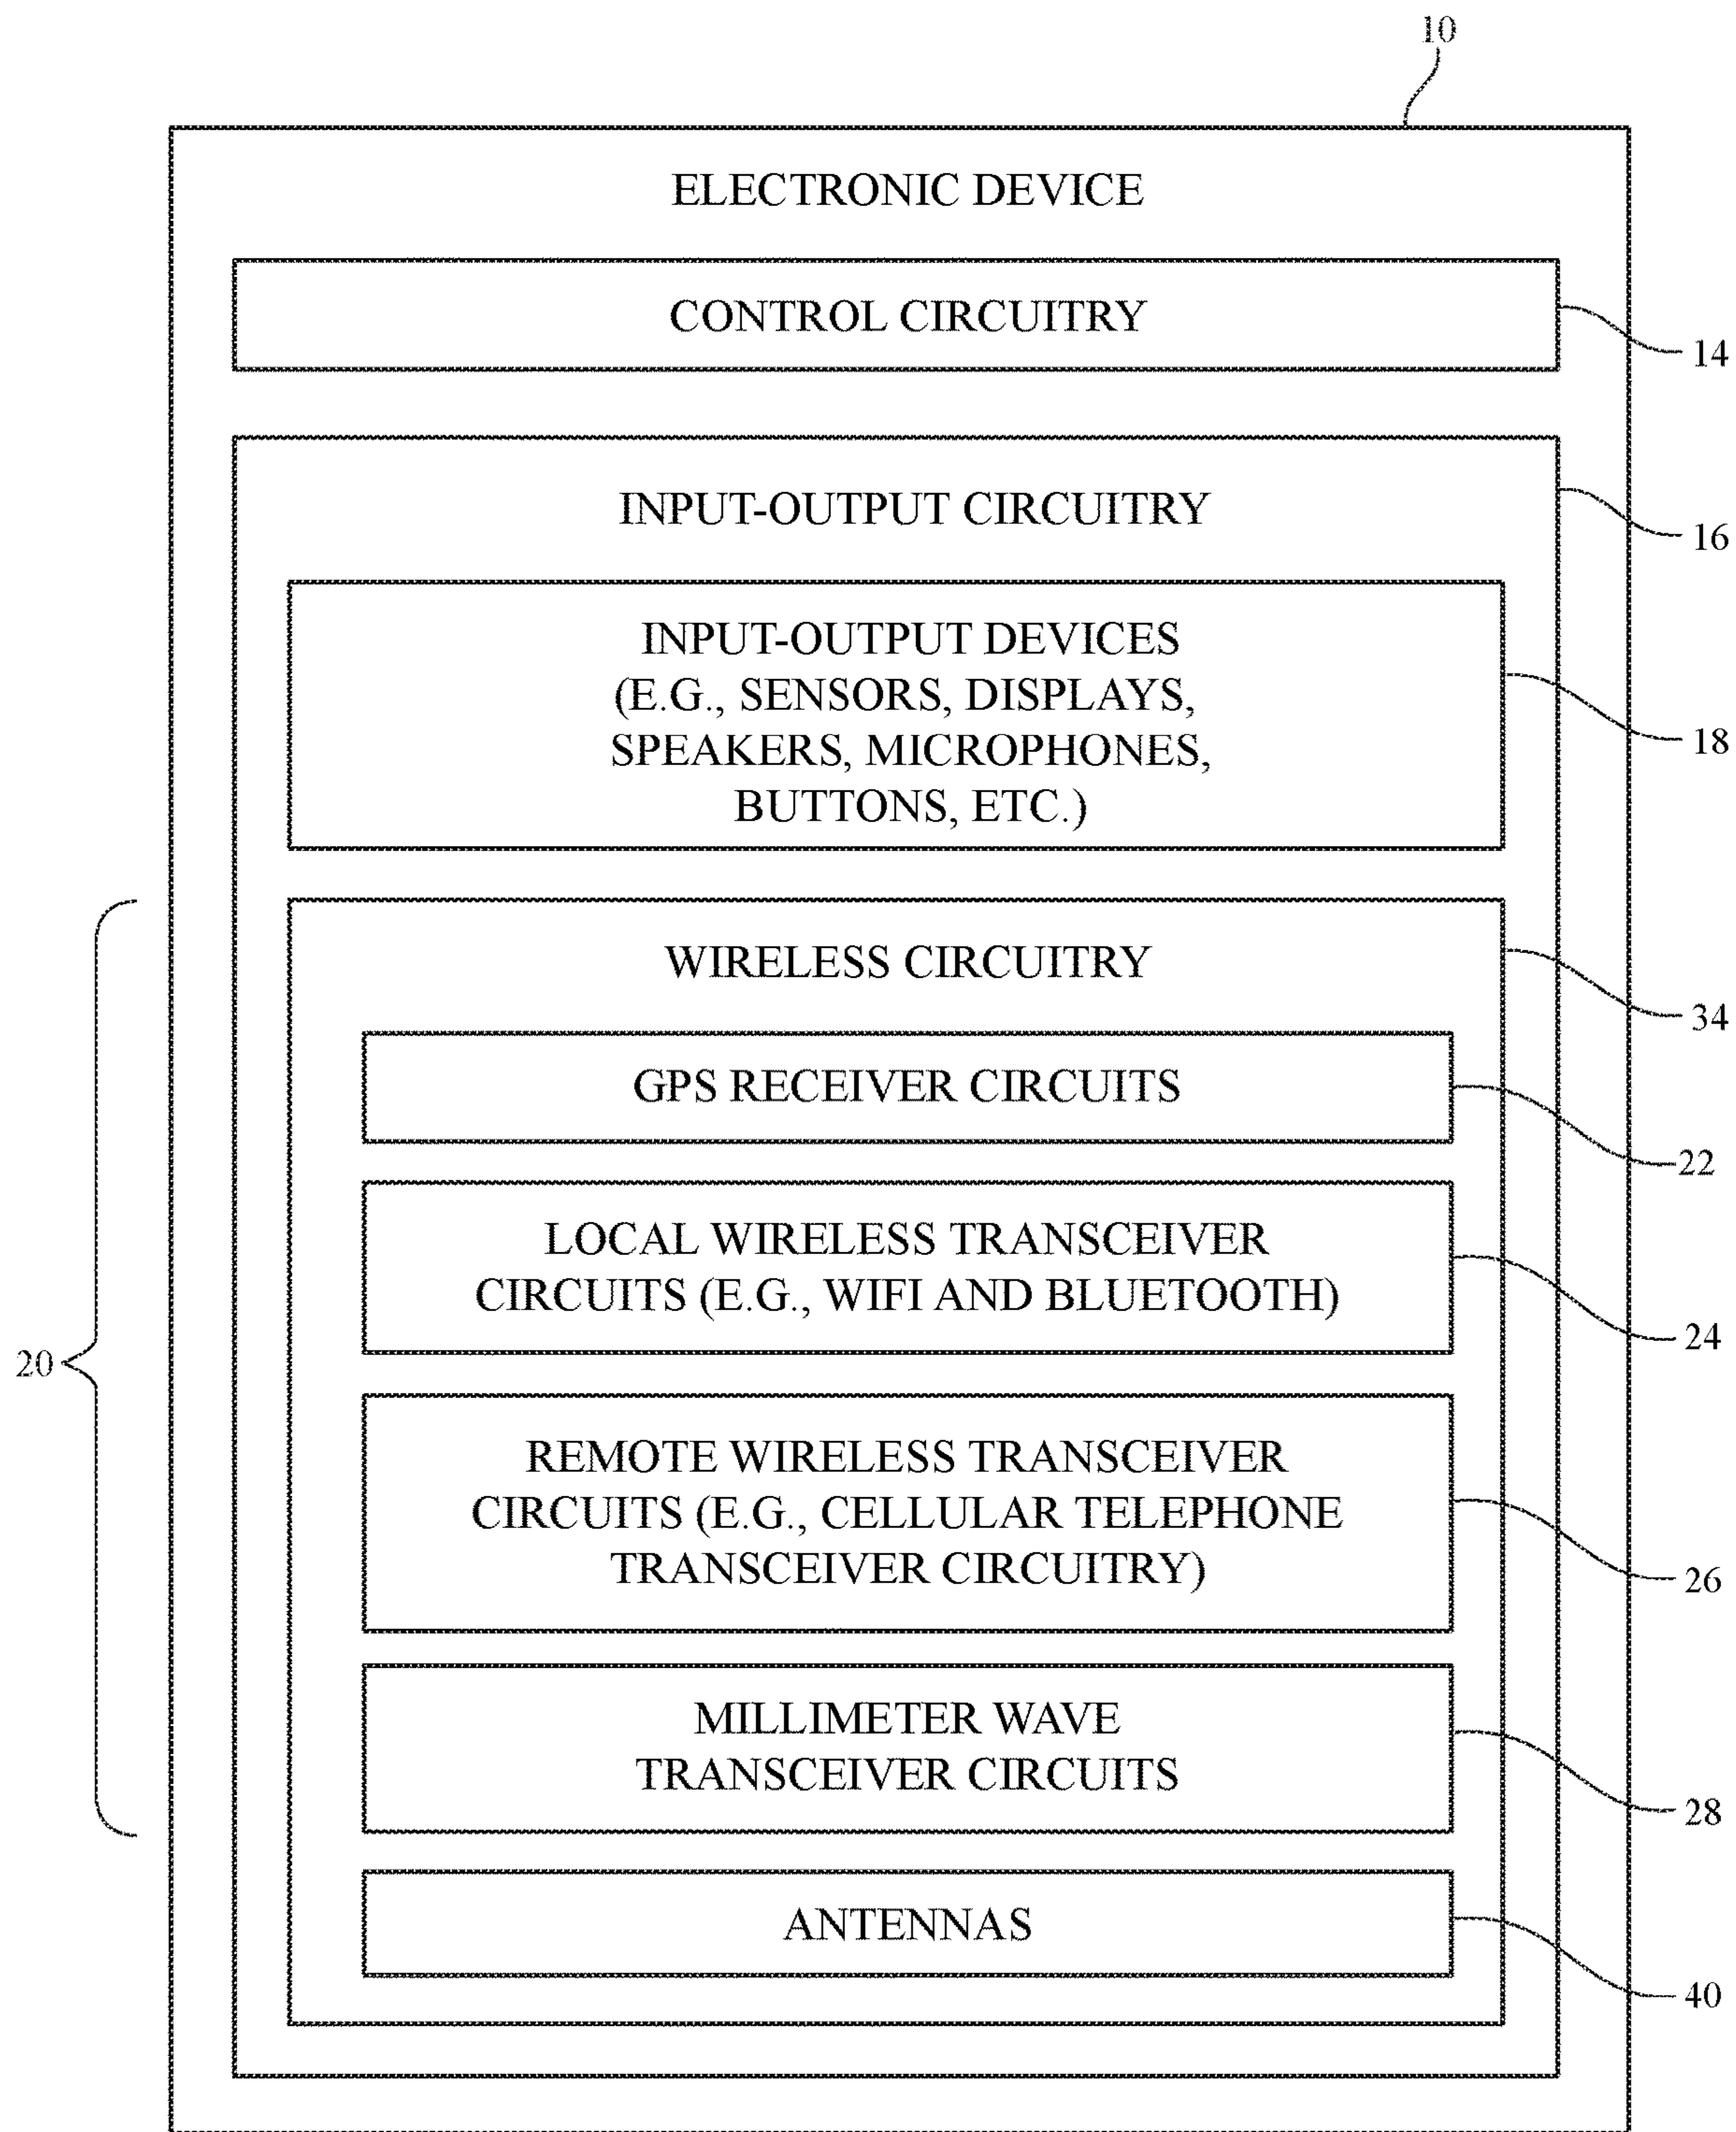 10
ELECTRONIC DEVICE
CONTROL CIRCUITRY
14
INPUT-OUTPUT CIRCUITRY
16
INPUT-OUTPUT DEVICES
(E.G., SENSORS, DISPLAYS,
SPEAKERS, MICROPHONES,
BUTTONS, ETC.)
18
WIRELESS CIRCUITRY
34
GPS RECEIVER CIRCUITS
22
LOCAL WIRELESS TRANSCEIVER
CIRCUITS (E.G., WIFI AND BLUETOOTH)
24
20
REMOTE WIRELESS TRANSCEIVER
CIRCUITS (E.G., CELLULAR TELEPHONE
TRANSCEIVER CIRCUITRY)
26
MILLIMETER WAVE
TRANSCEIVER CIRCUITS
28
ANTENNAS
40